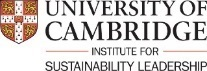 UNIVERSITY OF
CAMBRIDGE
INSTITUTE FOR
SUSTAINABILITY LEADERSHIP